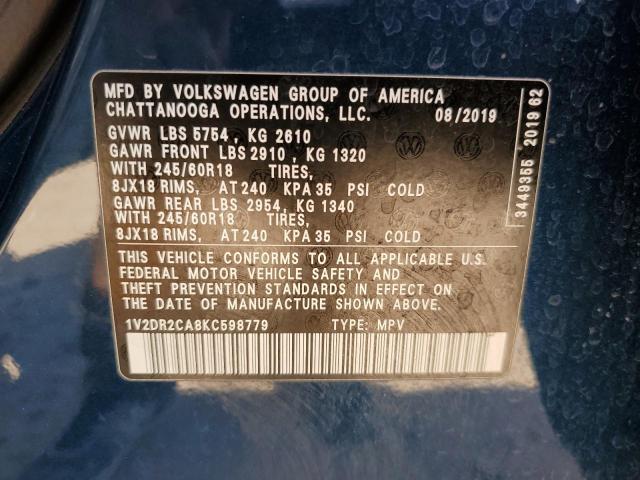 MFD BY VOLKSWAGEN GROUP OF AMERICA
CHATTANOOGA OPERATIONS, LLC. 08/2019
GVWR LBS 5754 , KG 2610
GAWR FRONT LBS 2910 , KG 1320
WITH 245/60R18 TIRES,
8JX18 RIMS, AT 240 KPA 35 PSI COLD
GAWR REAR LBS 2954, KG 1340
WITH 245/60R18 TIRES,
8JX18 RIMS, AT 240 KPA 35 PSI COLD
THIS VEHICLE CONFORMS TO ALL APPLICABLE U.S.
FEDERAL MOTOR VEHICLE SAFETY AND
THEFT PREVENTION STANDARDS IN EFFECT ON
THE DATE OF MANUFACTURE SHOWN ABOVE.
1V2DR2CA8KC598779 TYPE: MPV
3449355 2019 62